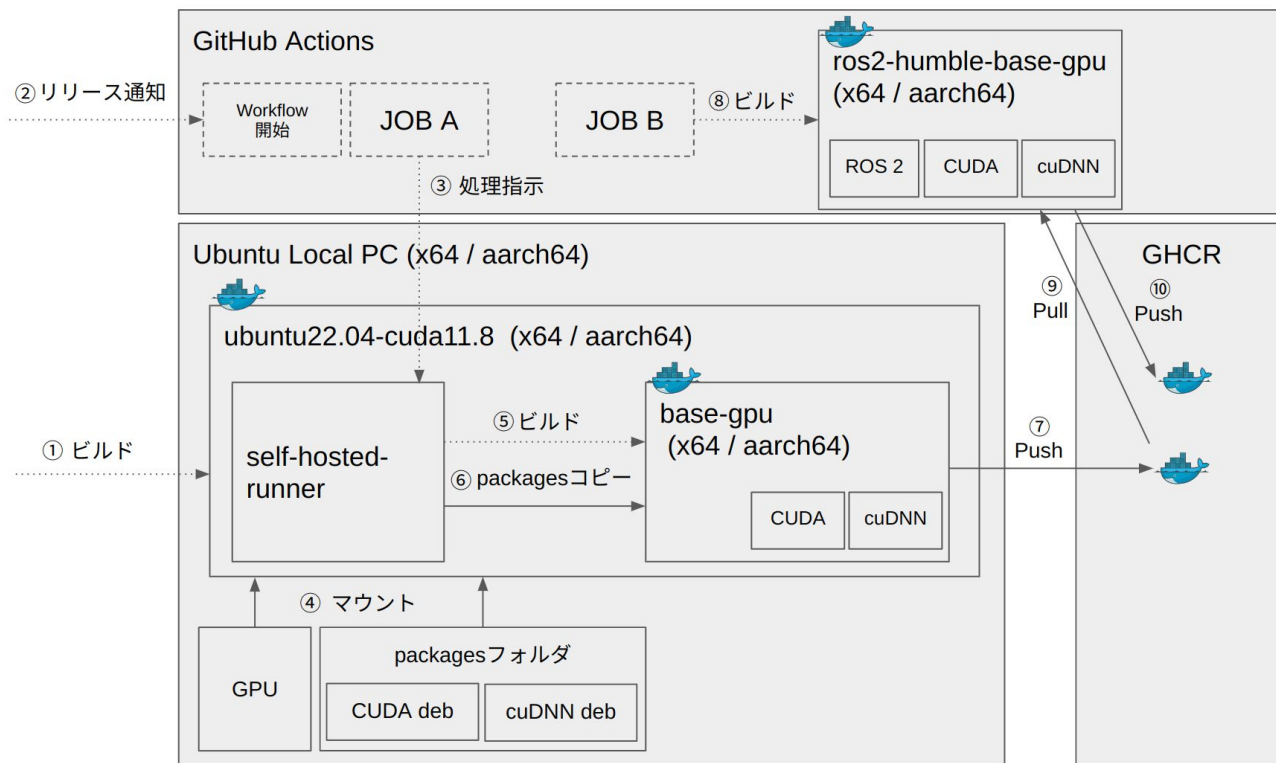 GitHub Actions
② リリース通知
Workflow
開始
JOB A
JOB B
⑧ ビルド
ros2-humble-base-gpu
(x64 / aarch64)
ROS 2
CUDA
cuDNN
③ 処理指示
Ubuntu Local PC (x64 / aarch64)
GHCR
⑨
Pull
⑩
Push
ubuntu22.04-cuda11.8 (x64 / aarch64)
① ビルド
self-hosted-
runner
⑤ ビルド
⑥ packagesコピー
base-gpu
(x64 / aarch64)
CUDA
cuDNN
⑦
Push
④ マウント
GPU
packagesフォルダ
CUDA deb
cuDNN deb